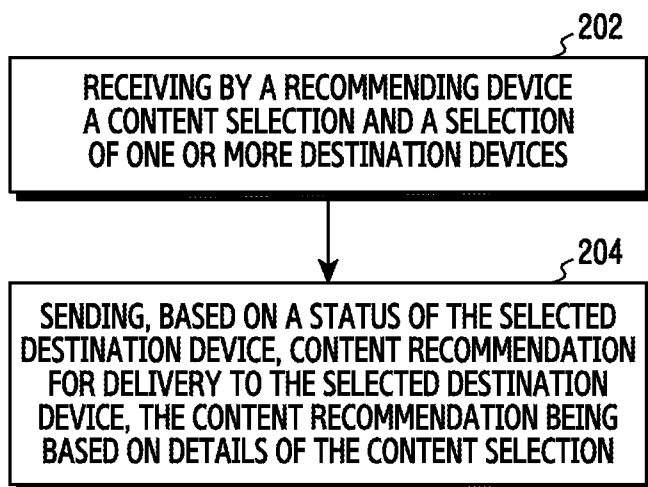 202
RECEIVING BY A RECOMMENDING DEVICE
A CONTENT SELECTION AND A SELECTION
OF ONE OR MORE DESTINATION DEVICES
204
SENDING, BASED ON A STATUS OF THE SELECTED
DESTINATION DEVICE, CONTENT RECOMMENDATION
FOR DELIVERY TO THE SELECTED DESTINATION
DEVICE, THE CONTENT RECOMMENDATION BEING
BASED ON DETAILS OF THE CONTENT SELECTION